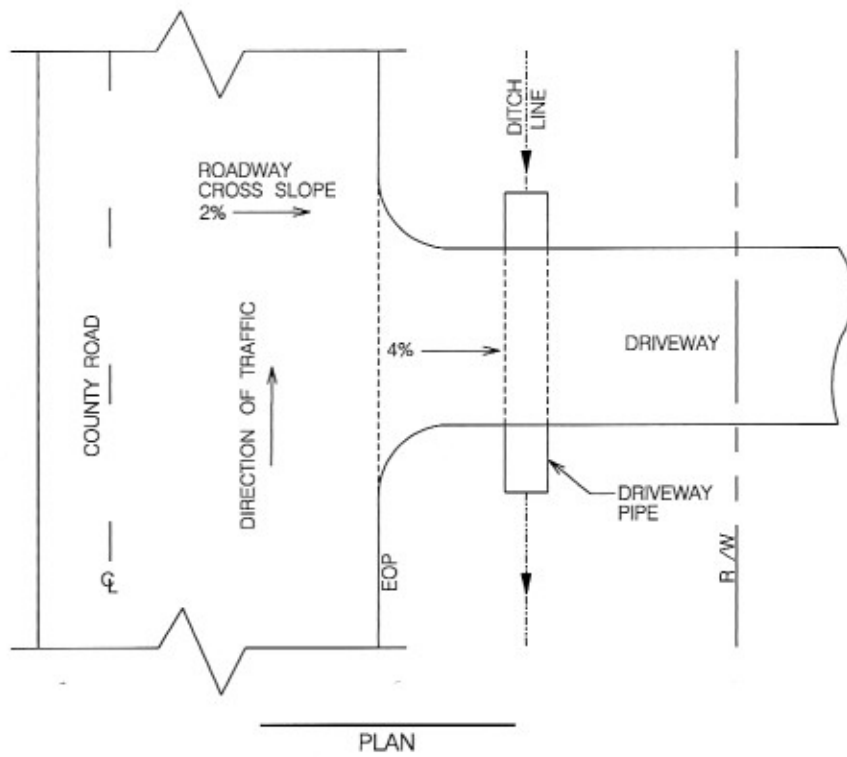 DITCH
LINE
ROADWAY
CROSS SLOPE
2%
COUNTY ROAD
DIRECTION OF TRAFFIC
4%
DRIVEWAY
DRIVEWAY
PIPE
EOP
R/W
℄
PLAN